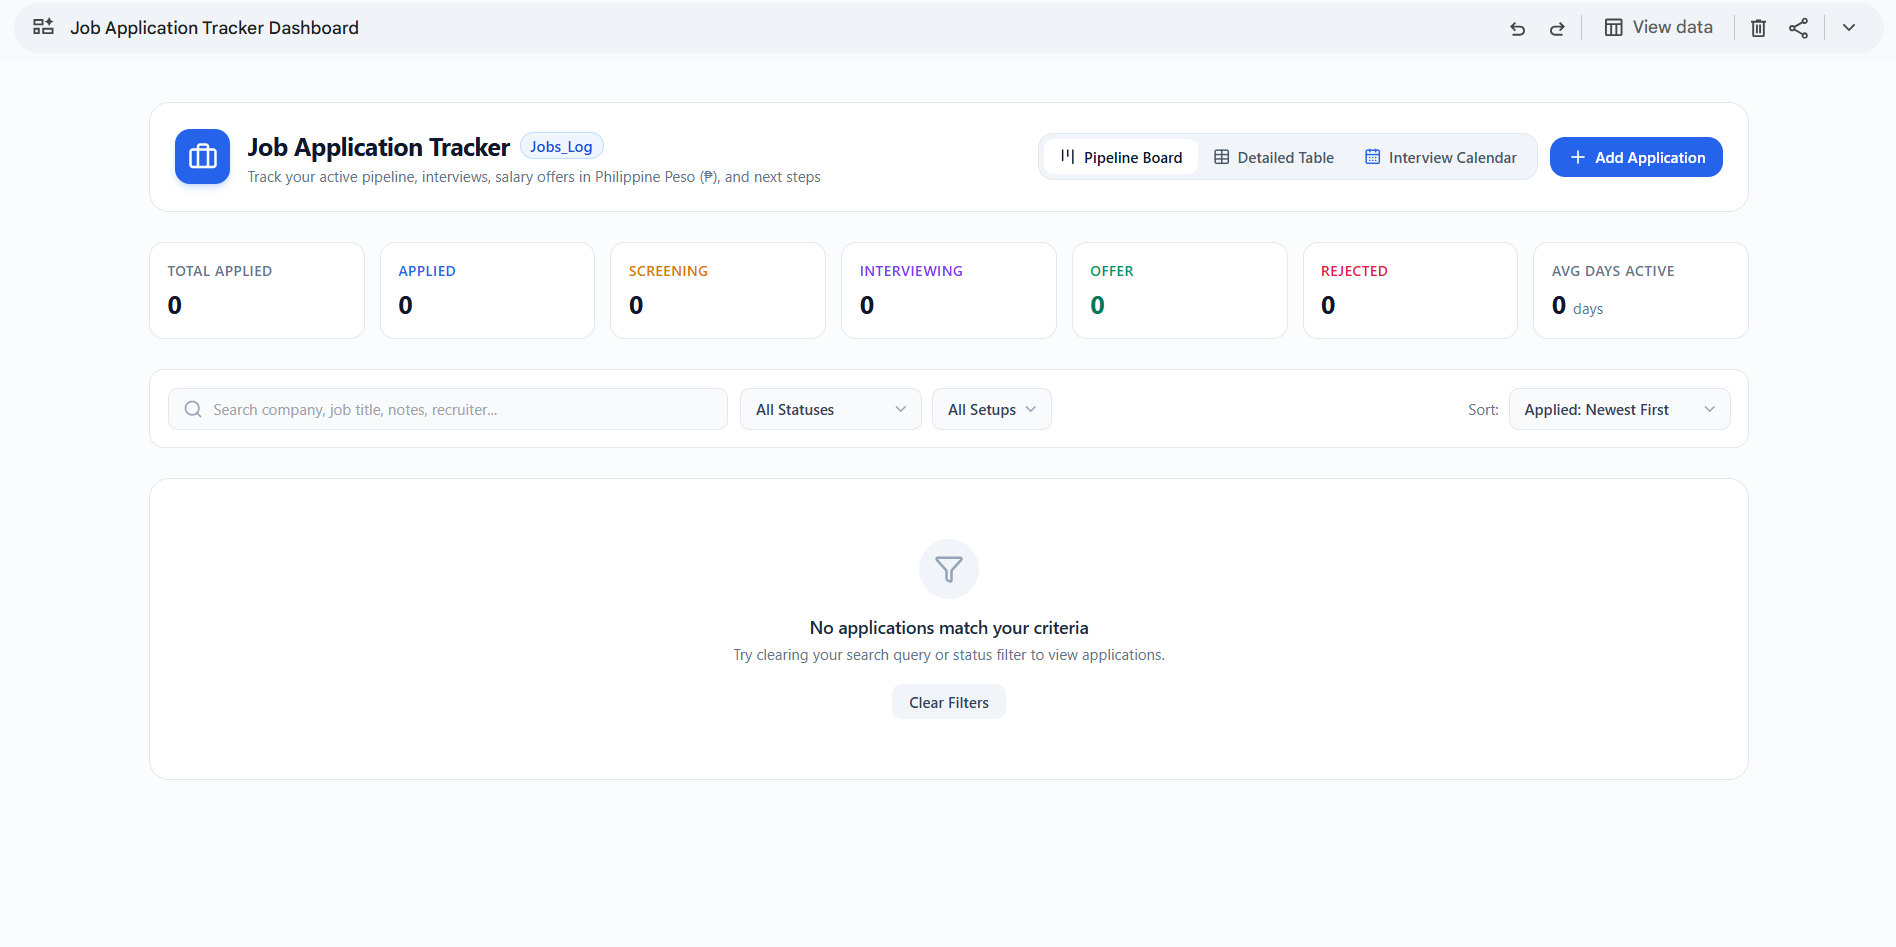 Job Application Tracker Dashboard
View data
Job Application Tracker
Jobs_Log
Track your active pipeline, interviews, salary offers in Philippine Peso (₱), and next steps
Pipeline Board
Detailed Table
Interview Calendar
Add Application
TOTAL APPLIED
0
APPLIED
0
SCREENING
0
INTERVIEWING
0
OFFER
0
REJECTED
0
AVG DAYS ACTIVE
0 days
Search company, job title, notes, recruiter...
All Statuses
All Setups
Sort:
Applied: Newest First
No applications match your criteria
Try clearing your search query or status filter to view applications.
Clear Filters